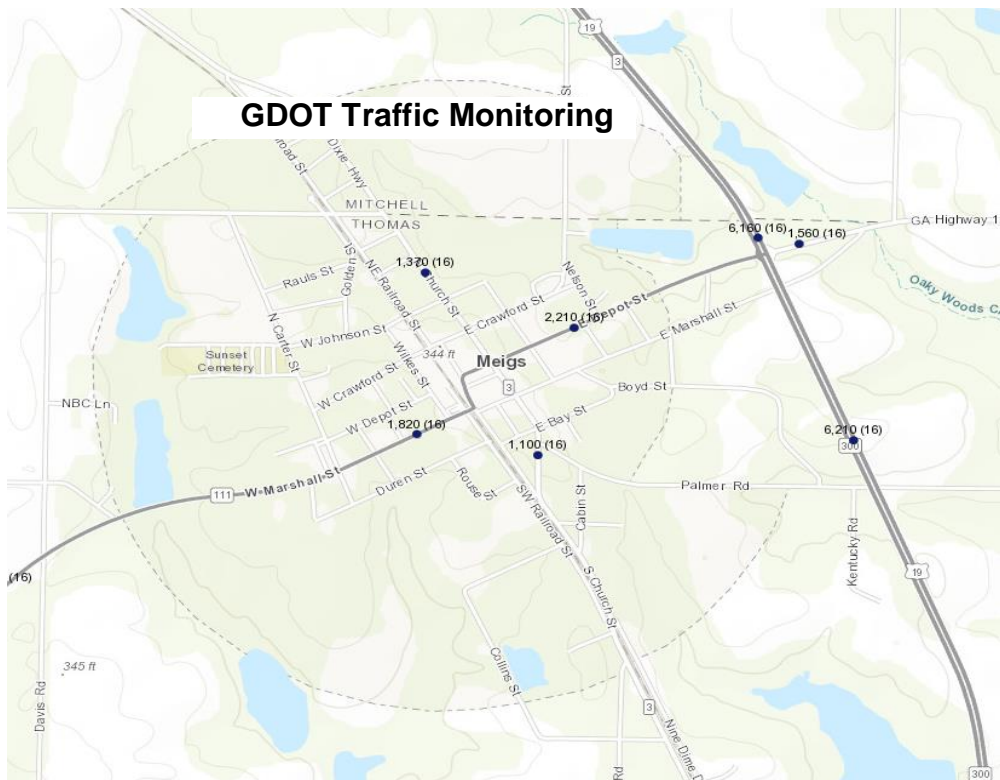 19
3
GDOT Traffic Monitoring
St
Railroad St
Dixie Hwy
MITCHELL
THOMAS
GA Highway 1
6,160 (16)
1,560 (16)
1,370 (16)
Rauls St
Golden St
NE Railroad St
Church St
Nelson St
Oaky Woods
E Crawford St
2,210 (16)
E Depot St
E Marshall St
N Carter St
W Johnson St
Wilkes St
344 ft
Meigs
Sunset
Cemetery
W Crawford St
3
Boyd St
NBC Ln
W Depot St
E Bay St
1,820 (16)
1,100 (16)
6,210 (16)
300
W Marshall St
111
Duren St
Rouse St
SW Railroad St
Cabin St
Palmer Rd
Kentucky Rd
(16)
19
S Church St
345 ft
Davis Rd
Collins St
3
Nine Dime
Rd
300